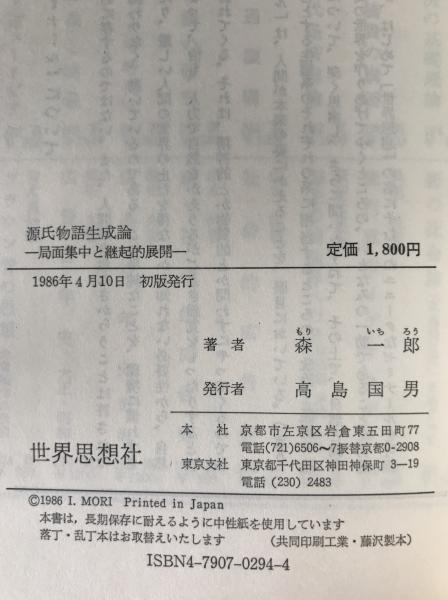 源氏物語生成論
―局面集中と継起的展開―
定価 1,800円
1986年4月10日 初版発行
もり いち ろう
著者 森 一 郎
発行者 高島国男
世界思想社
本社 京都市左京区岩倉東五田町77
電話(721)6506~7振替京都0-2908
東京支社 東京都千代田区神田神保町 3―19
電話 (230) 2483
©1986 I. MORI Printed in Japan
本書は，長期保存に耐えるように中性紙を使用しています
落丁・乱丁本はお取替えいたします (共同印刷工業・藤沢製本)
ISBN4-7907-0294-4